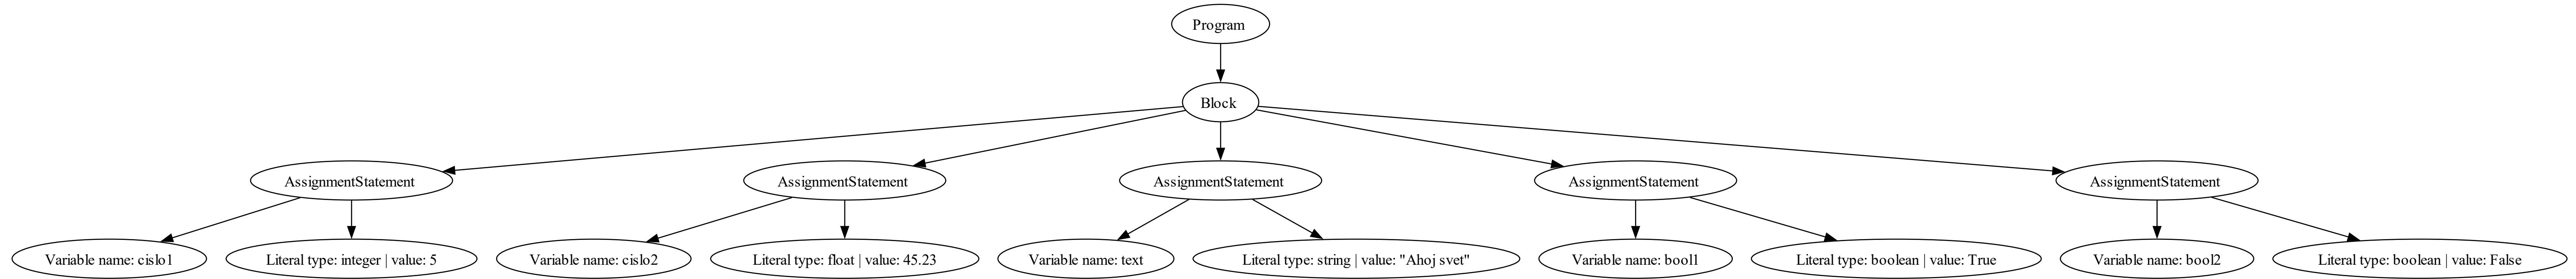 Program
Block
AssignmentStatement
AssignmentStatement
AssignmentStatement
AssignmentStatement
AssignmentStatement
Variable name: cislo1
Literal type: integer | value: 5
Variable name: cislo2
Literal type: float | value: 45.23
Variable name: text
Literal type: string | value: "Ahoj svet"
Variable name: bool1
Literal type: boolean | value: True
Variable name: bool2
Literal type: boolean | value: False